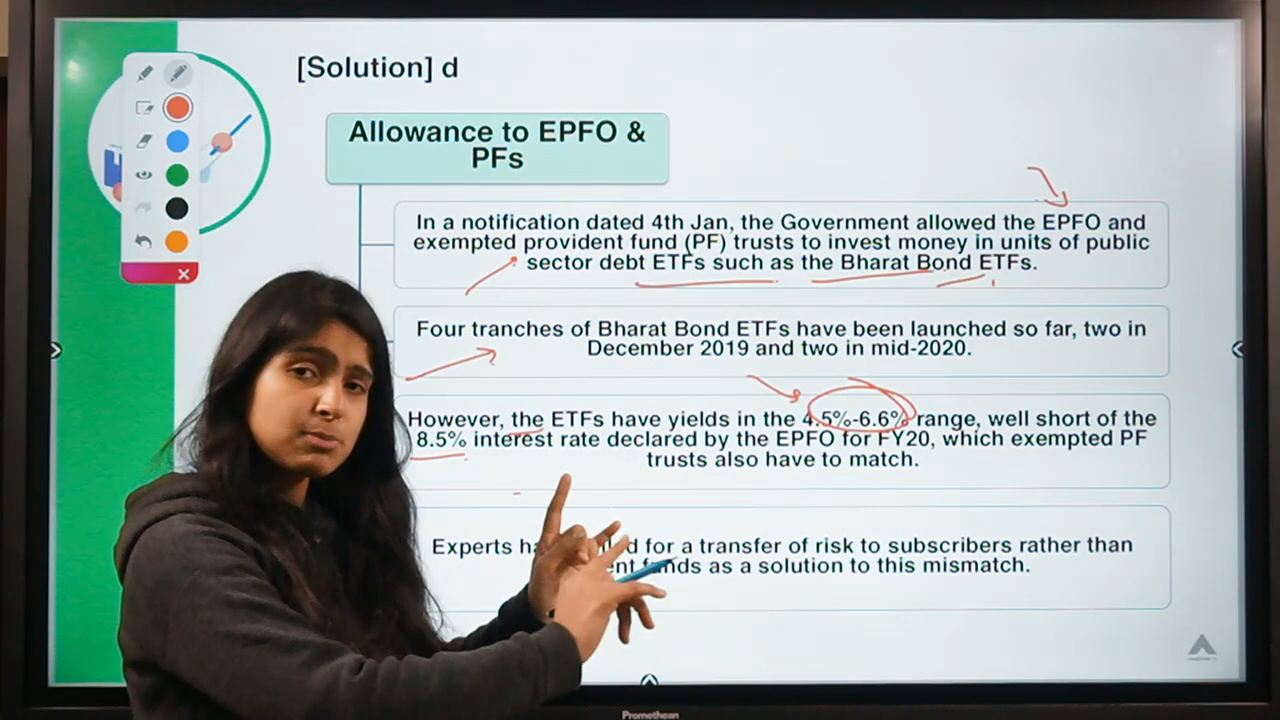 [Solution] d
Allowance to EPFO &
PFs
In a notification dated 4th Jan, the Government allowed the EPFO and
exempted provident fund (PF) trusts to invest money in units of public
sector debt ETFs such as the Bharat Bond ETFs.
Four tranches of Bharat Bond ETFs have been launched so far, two in
December 2019 and two in mid-2020.
However, the ETFs have yields in the 4.5%-6.6% range, well short of the
8.5% interest rate declared by the EPFO for FY20, which exempted PF
trusts also have to match.
Experts for a transfer of risk to subscribers rather than
funds as a solution to this mismatch.
Promethean